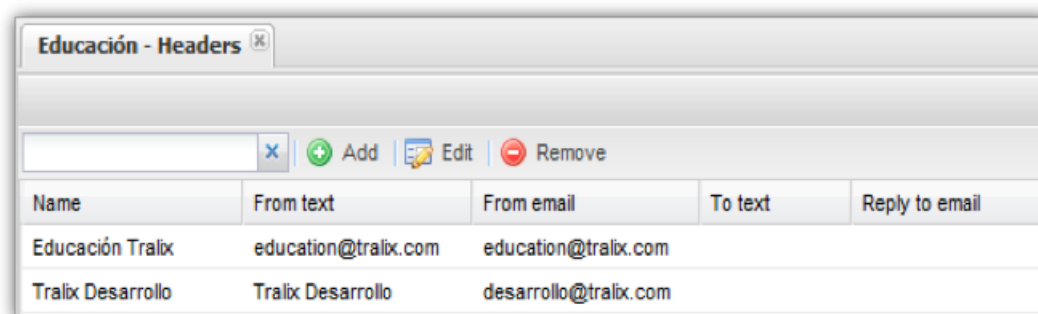 Educación - Headers
Add Edit Remove
Name From text From email To text Reply to email
Educación Tralix education@tralix.com education@tralix.com
Tralix Desarrollo Tralix Desarrollo desarrollo@tralix.com